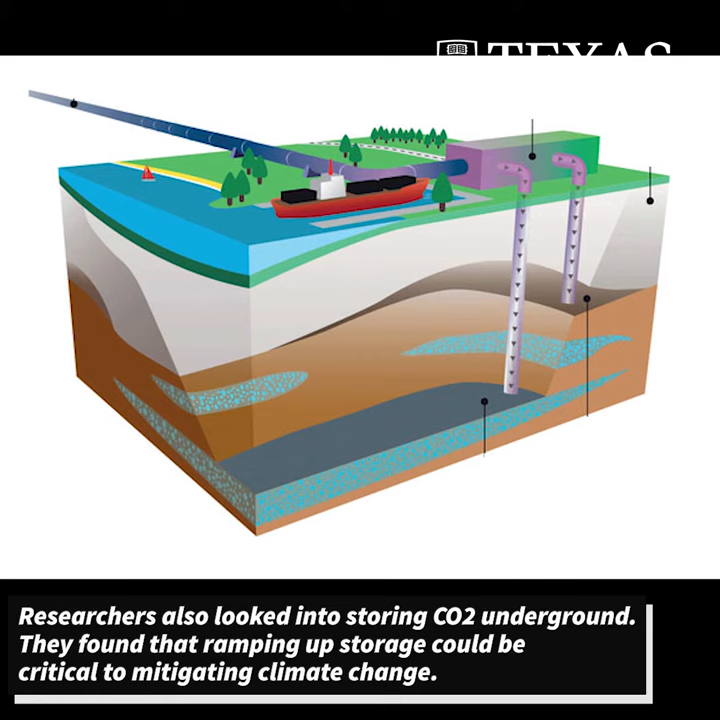 TEXAS
Researchers also looked into storing CO2 underground.
They found that ramping up storage could be
critical to mitigating climate change.